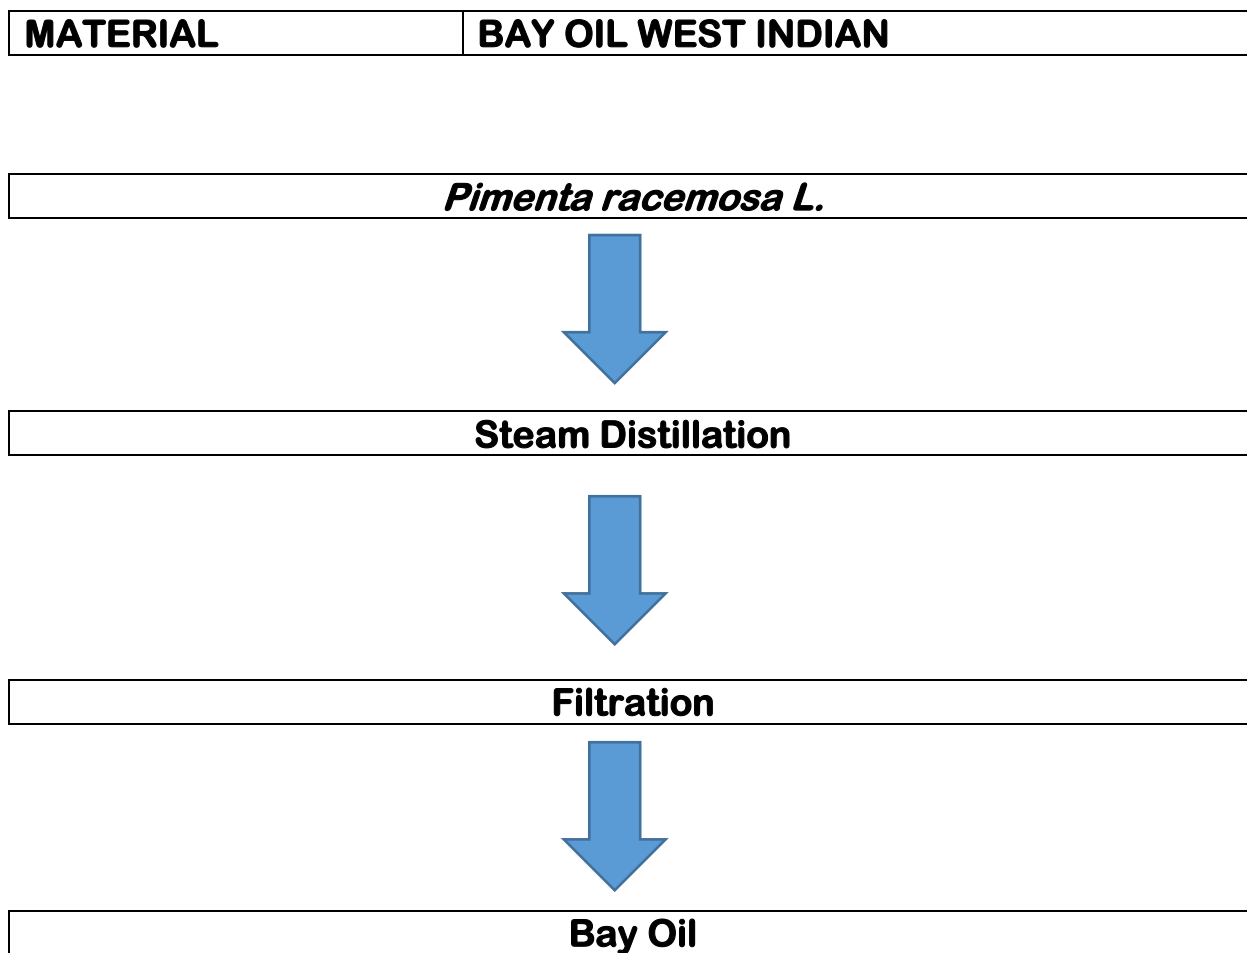 MATERIAL BAY OIL WEST INDIAN
Pimenta racemosa L.
Steam Distillation
Filtration
Bay Oil